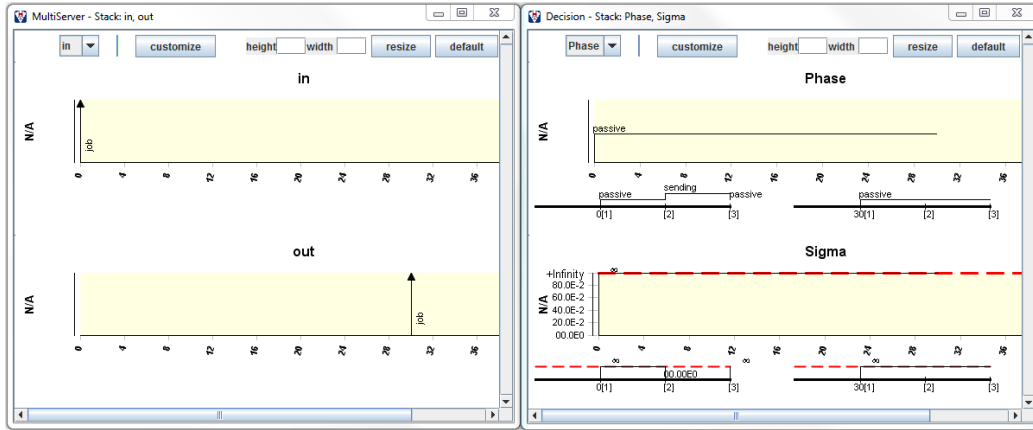 MultiServer - Stack: in, out
in customize height width resize default
in
N/A
job
0 4 8 12 16 20 24 28 32 36
out
N/A
job
0 4 8 12 16 20 24 28 32 36
Decision - Stack: Phase, Sigma
Phase customize height width resize default
Phase
N/A
passive
0 4 8 12 16 20 24 28 32 36
passive sending passive passive
0[1] [2] [3] 30[1] [2] [3]
Sigma
N/A
+Infinity
80.0E-2
60.0E-2
40.0E-2
20.0E-2
00.0E0
∞
0 4 8 12 16 20 24 28 32 36
∞ 00.00E0 ∞ ∞
0[1] [2] [3] 30[1] [2] [3]